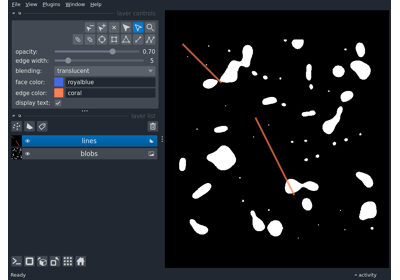 File View Plugins Window Help
layer controls
opacity: 0.70
edge width: 5
blending: translucent
face color: royalblue
edge color: coral
display text:
layer list
lines
blobs
Ready
activity